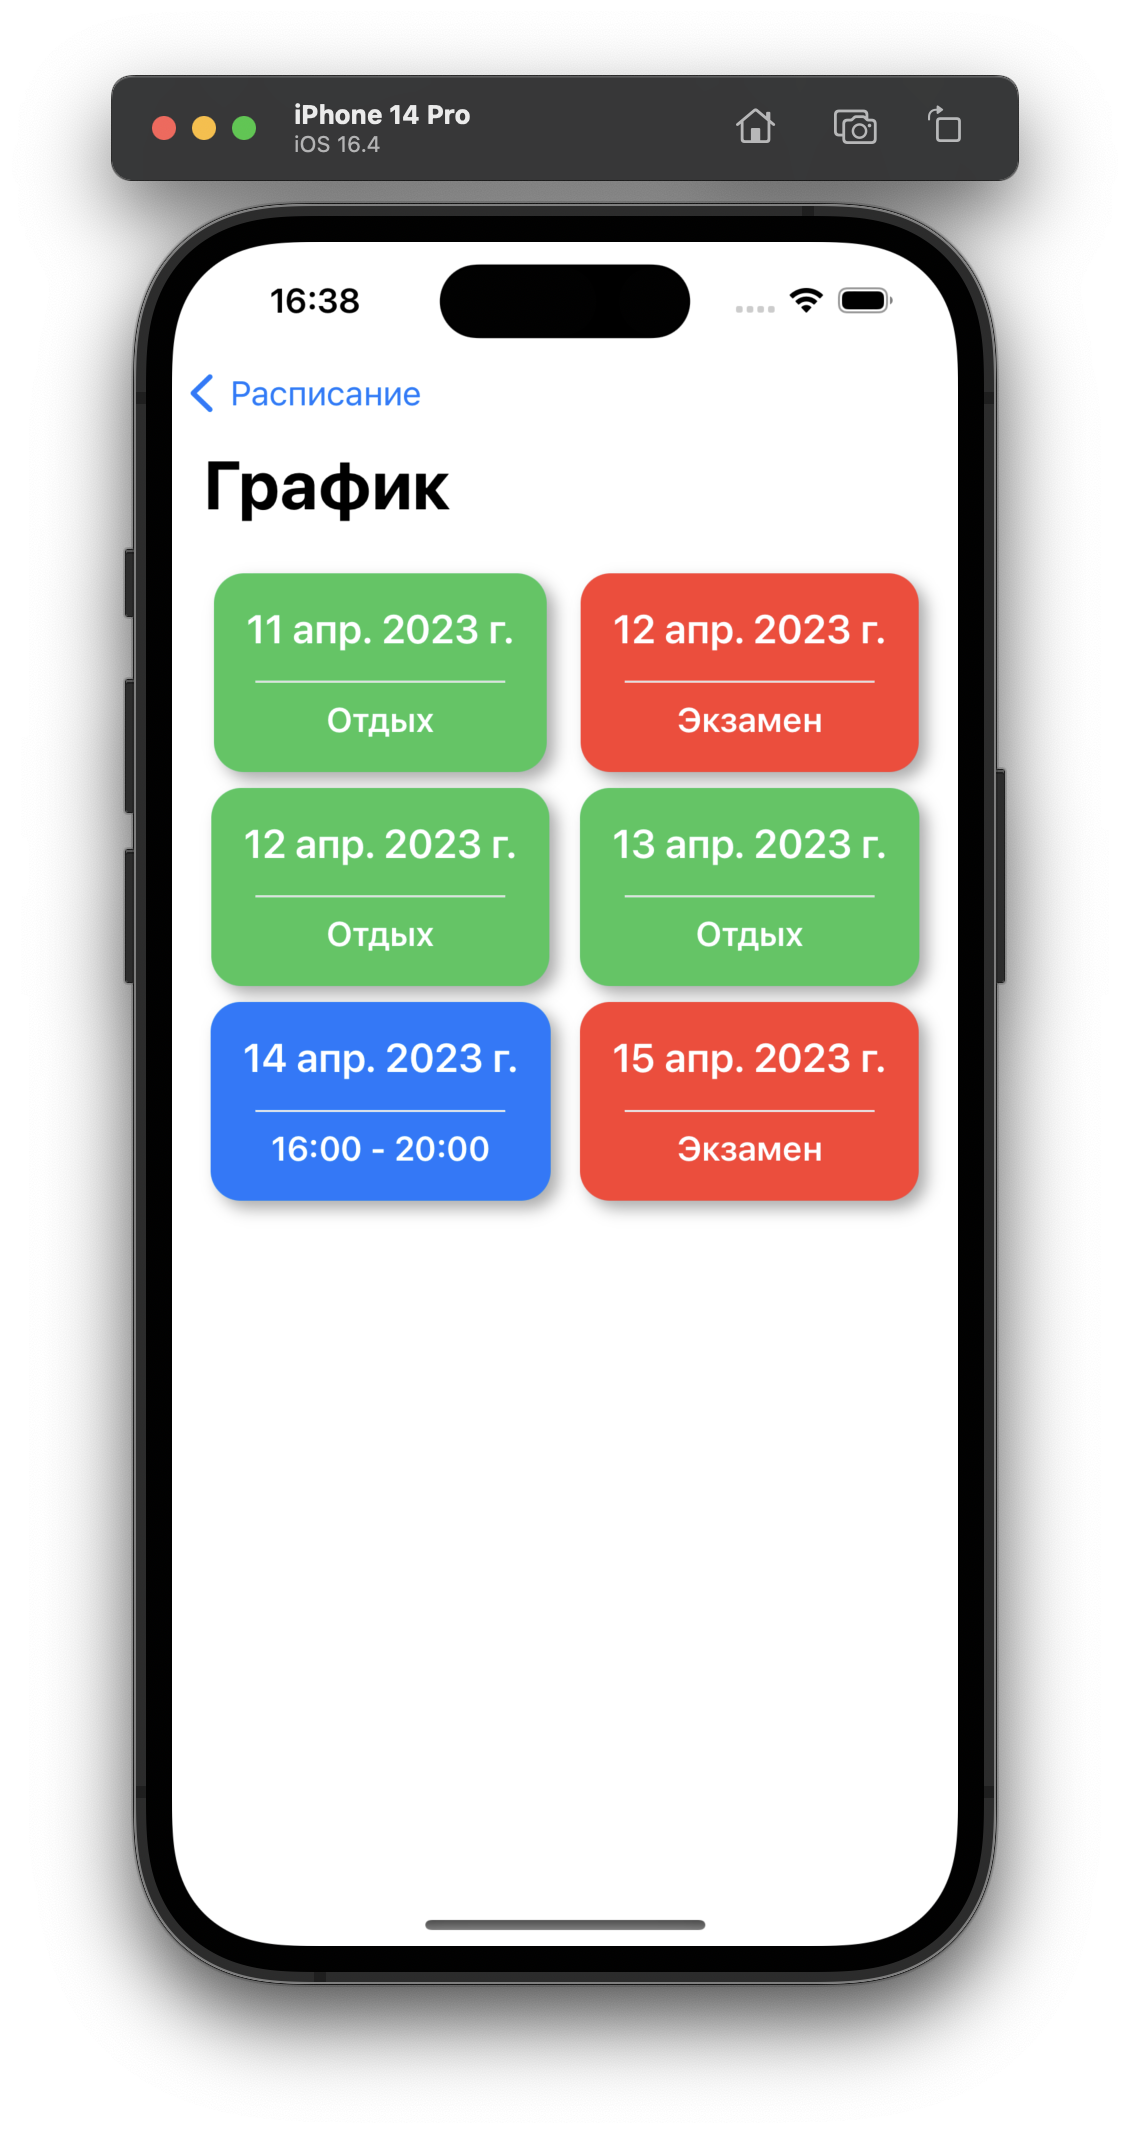 iPhone 14 Pro
iOS 16.4
16:38
Расписание
График
11 апр. 2023 г.
Отдых
12 апр. 2023 г.
Экзамен
12 апр. 2023 г.
Отдых
13 апр. 2023 г.
Отдых
14 апр. 2023 г.
16:00 - 20:00
15 апр. 2023 г.
Экзамен